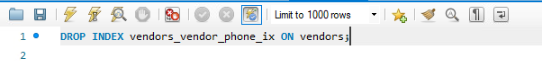 Limit to 1000 rows
1 DROP INDEX vendors_vendor_phone_ix ON vendors;
2